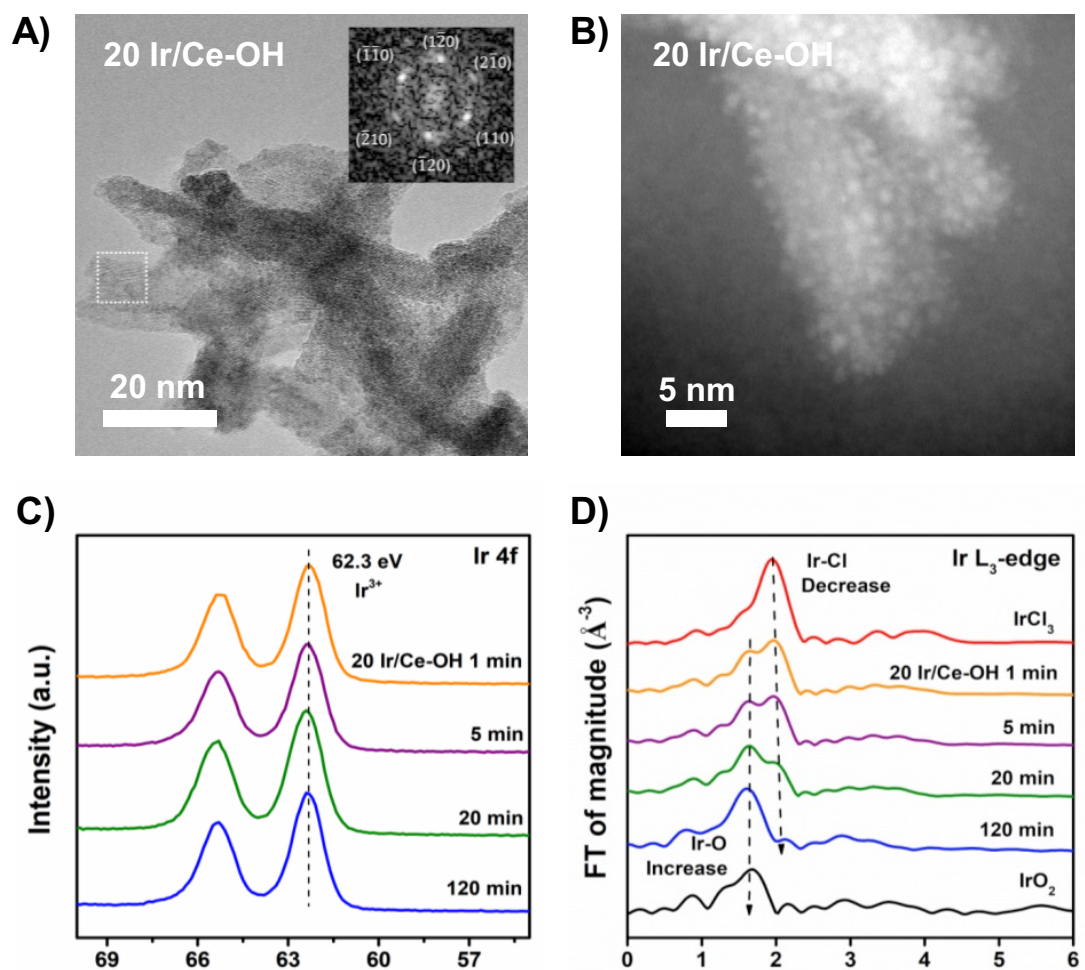 A)
20 Ir/Ce-OH
(1̄1̄0)
(12̄0)
(21̄0)
(2̄10)
(110)
(1̄20)
20 nm
B)
20 Ir/Ce-OH
5 nm
C)
Intensity (a.u.)
Ir 4f
62.3 eV
Ir³⁺
20 Ir/Ce-OH 1 min
5 min
20 min
120 min
69 66 63 60 57
D)
FT of magnitude (Å⁻³)
Ir-Cl
Decrease
Ir L₃-edge
IrCl₃
20 Ir/Ce-OH 1 min
5 min
20 min
120 min
Ir-O
Increase
IrO₂
0 1 2 3 4 5 6